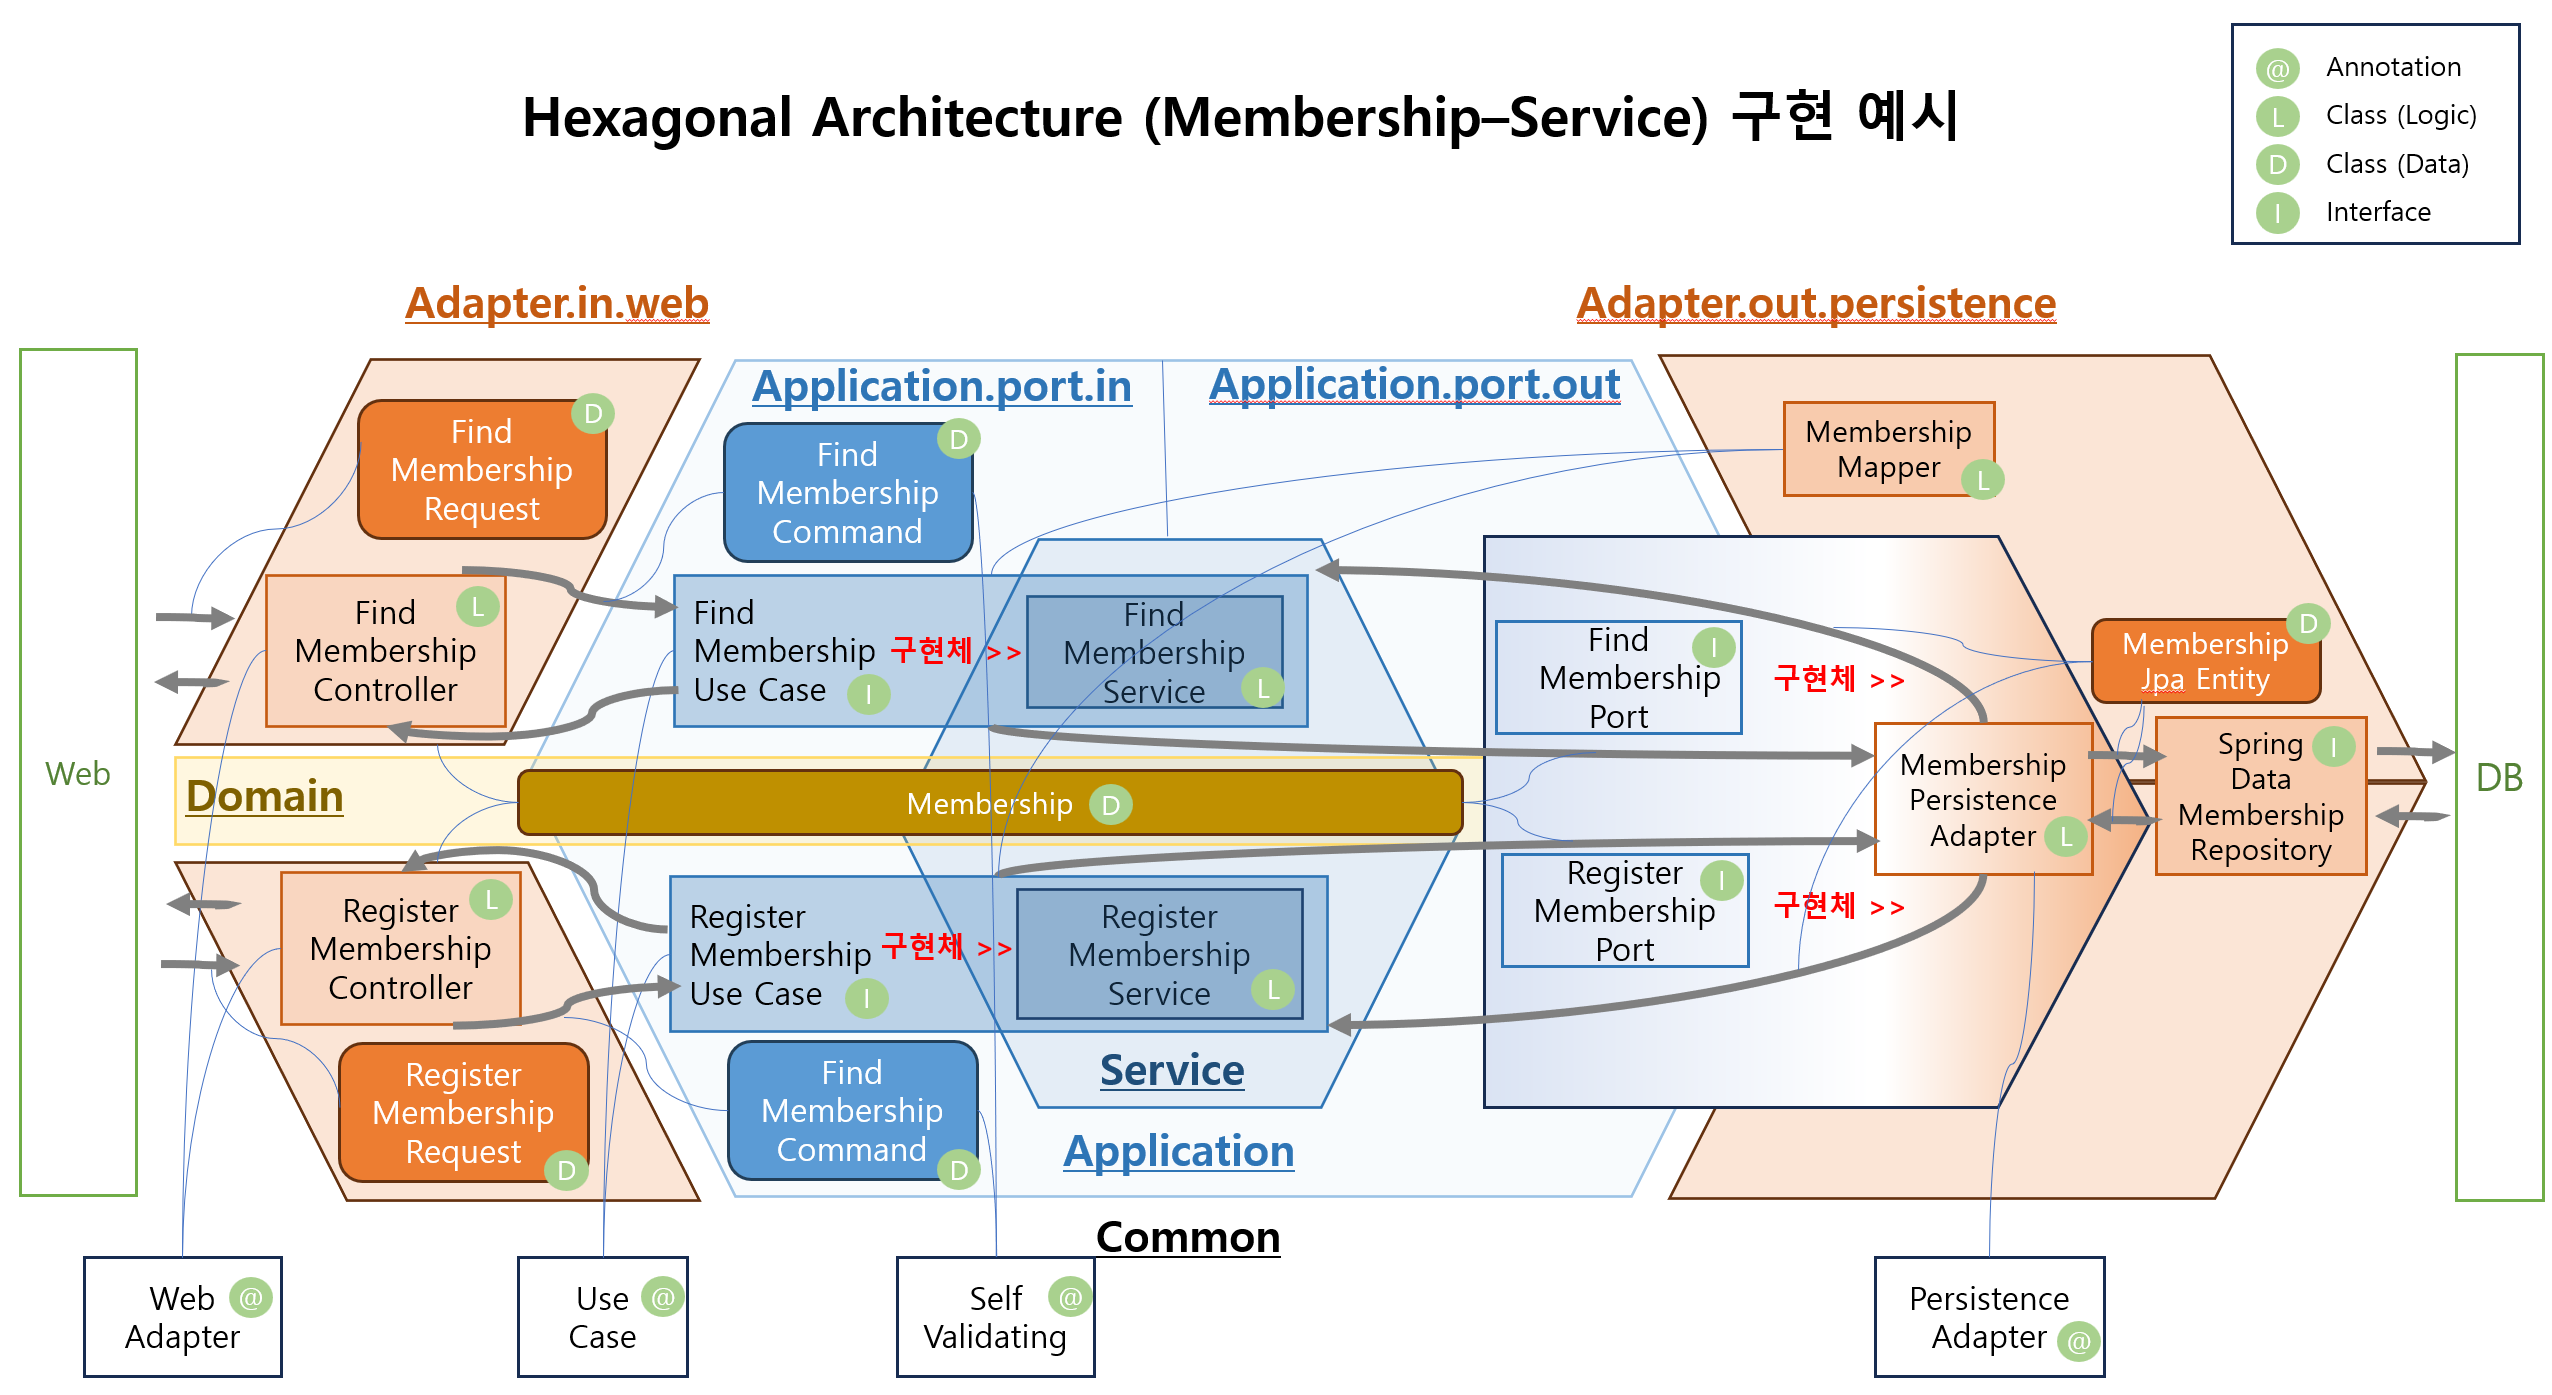 Hexagonal Architecture (Membership–Service) 구현 예시
@ Annotation
L Class (Logic)
D Class (Data)
I Interface
Adapter.in.web
Adapter.out.persistence
Application.port.in
Application.port.out
Web
DB
Find
Membership
Request
D
Find
Membership
Command
D
Membership
Mapper
L
Find
Membership
Controller
L
Find
Membership
Use Case
I
구현체 >>
Find
Membership
Service
L
Find
Membership
Port
I
구현체 >>
Membership
Jpa Entity
D
Membership
Persistence
Adapter
L
Spring
Data
Membership
Repository
I
Domain
Membership D
Register
Membership
Controller
L
Register
Membership
Use Case
I
구현체 >>
Register
Membership
Service
L
Register
Membership
Port
I
구현체 >>
Register
Membership
Request
D
Find
Membership
Command
D
Service
Application
Common
Web
Adapter
@
Use
Case
@
Self
Validating
@
Persistence
Adapter
@